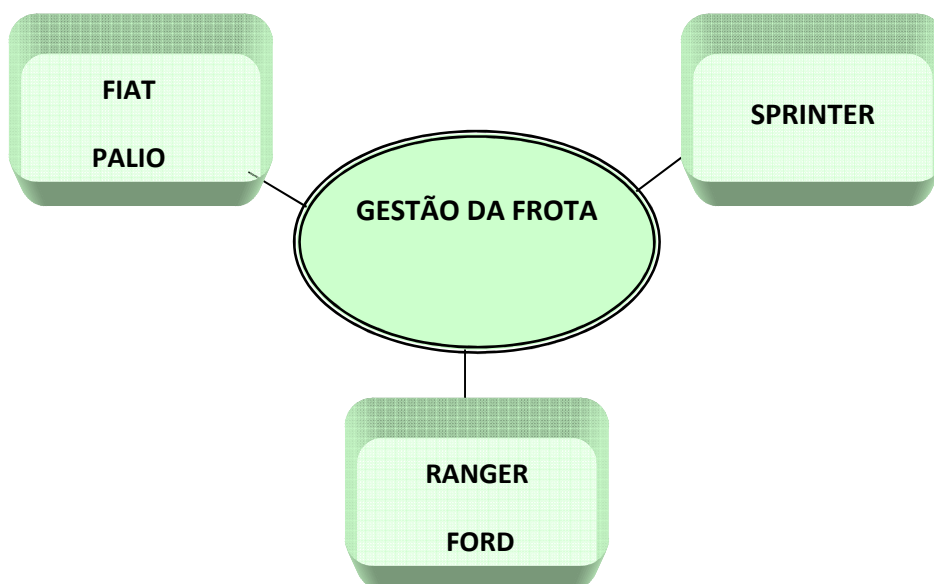 FIAT
PALIO
SPRINTER
GESTÃO DA FROTA
RANGER
FORD